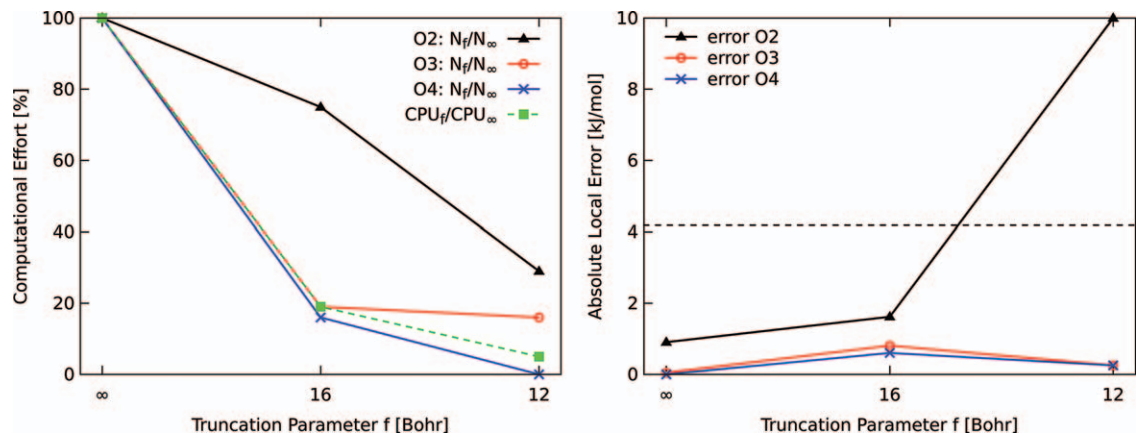 100
80
60
40
20
0
Computational Effort [%]
O2: N_f/N_∞
O3: N_f/N_∞
O4: N_f/N_∞
CPU_f/CPU_∞
∞ 16 12
Truncation Parameter f [Bohr]
10
8
6
4
2
0
Absolute Local Error [kJ/mol]
error O2
error O3
error O4
∞ 16 12
Truncation Parameter f [Bohr]